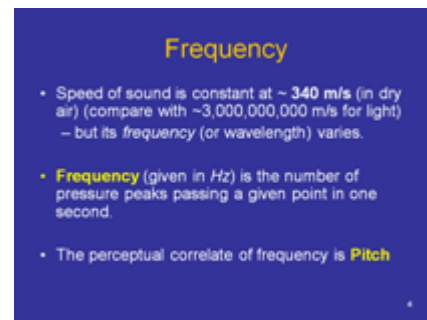 Frequency
• Speed of sound is constant at ~ 340 m/s (in dry
air) (compare with ~3,000,000,000 m/s for light)
– but its frequency (or wavelength) varies.
• Frequency (given in Hz) is the number of
pressure peaks passing a given point in one
second.
• The perceptual correlate of frequency is Pitch
4